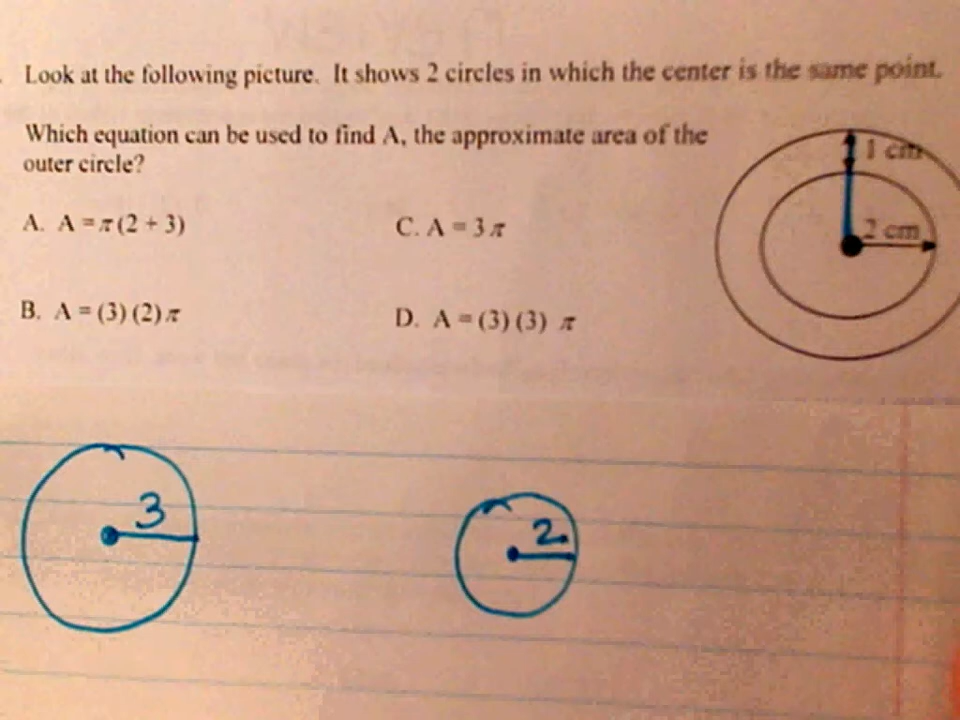 Look at the following picture. It shows 2 circles in which the center is the same point.
Which equation can be used to find A, the approximate area of the
outer circle?
1 cm
2 cm
A. A = π (2 + 3)
C. A = 3 π
B. A = (3) (2) π
D. A = (3) (3) π
3
2